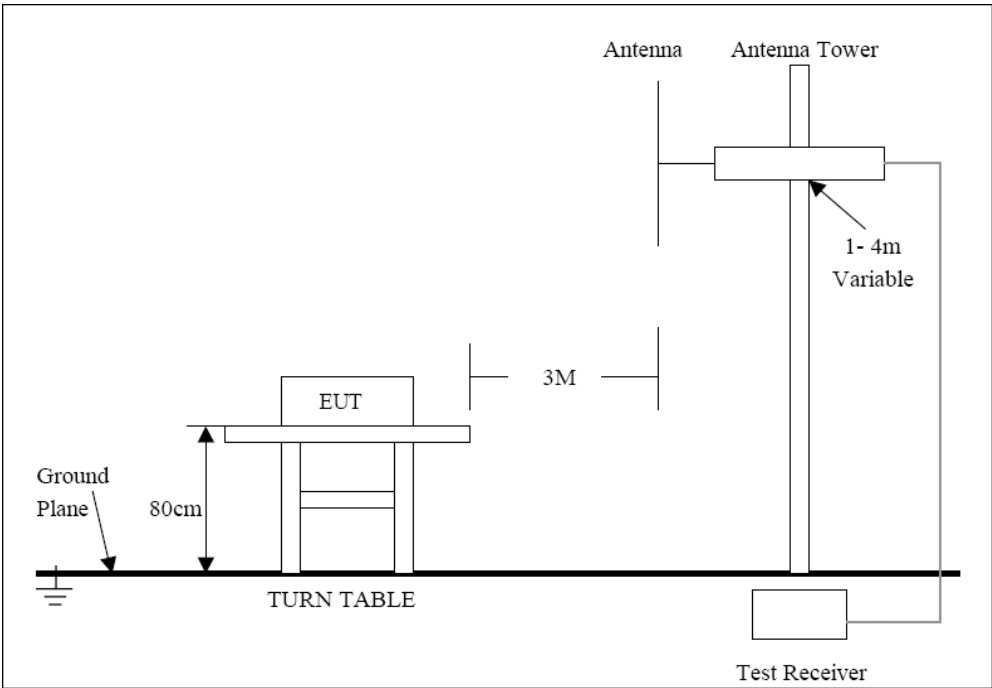 Antenna
Antenna Tower
1- 4m
Variable
3M
EUT
Ground
Plane
80cm
TURN TABLE
Test Receiver